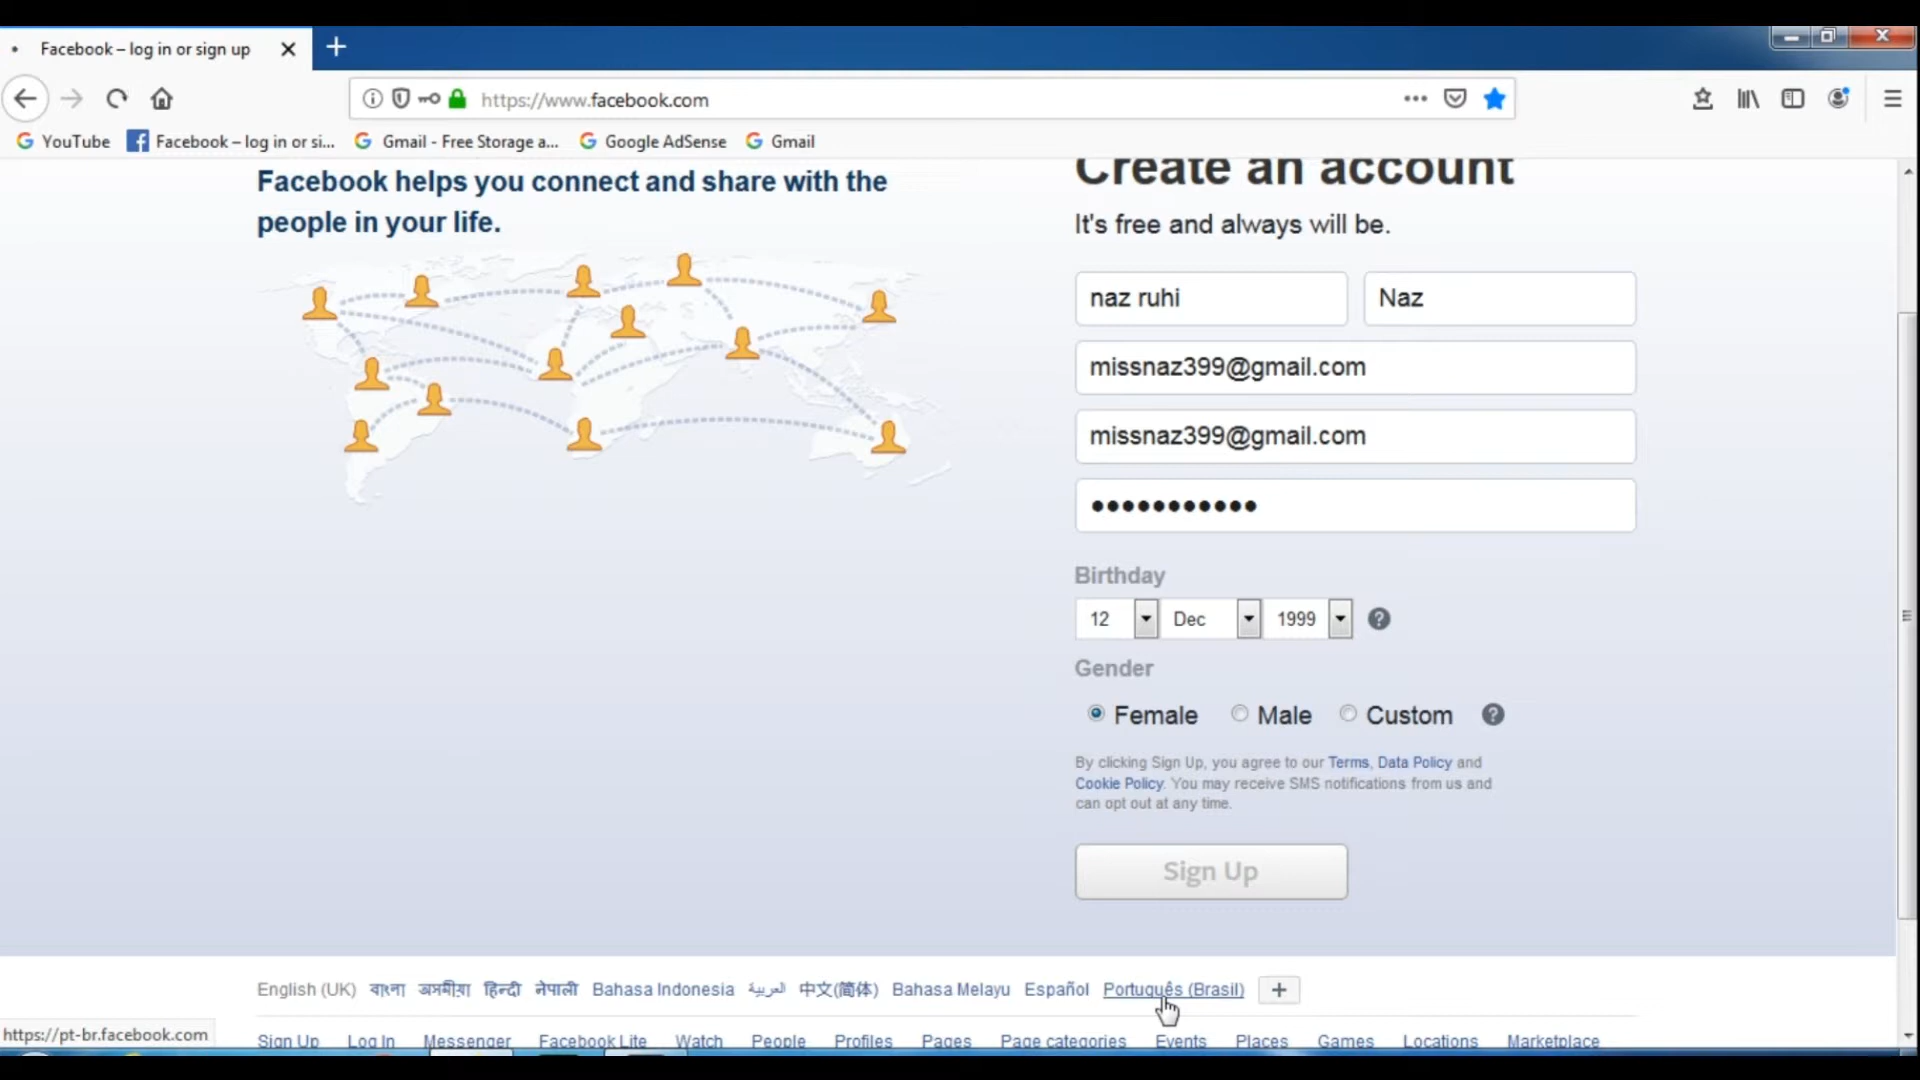 Facebook – log in or sign up
https://www.facebook.com
YouTube Facebook – log in or si... Gmail - Free Storage a... Google AdSense Gmail
Facebook helps you connect and share with the
people in your life.
Create an account
It's free and always will be.
naz ruhi Naz
missnaz399@gmail.com
missnaz399@gmail.com
Birthday
12 Dec 1999
Gender
Female Male Custom
By clicking Sign Up, you agree to our Terms, Data Policy and
Cookie Policy. You may receive SMS notifications from us and
can opt out at any time.
Sign Up
English (UK) বাংলা অসমীয়া हिन्दी नेपाली Bahasa Indonesia العربية 中文(简体) Bahasa Melayu Español Português (Brasil)
https://pt-br.facebook.com
Sign Up Log In Messenger Facebook Lite Watch People Profiles Pages Page categories Events Places Games Locations Marketplace